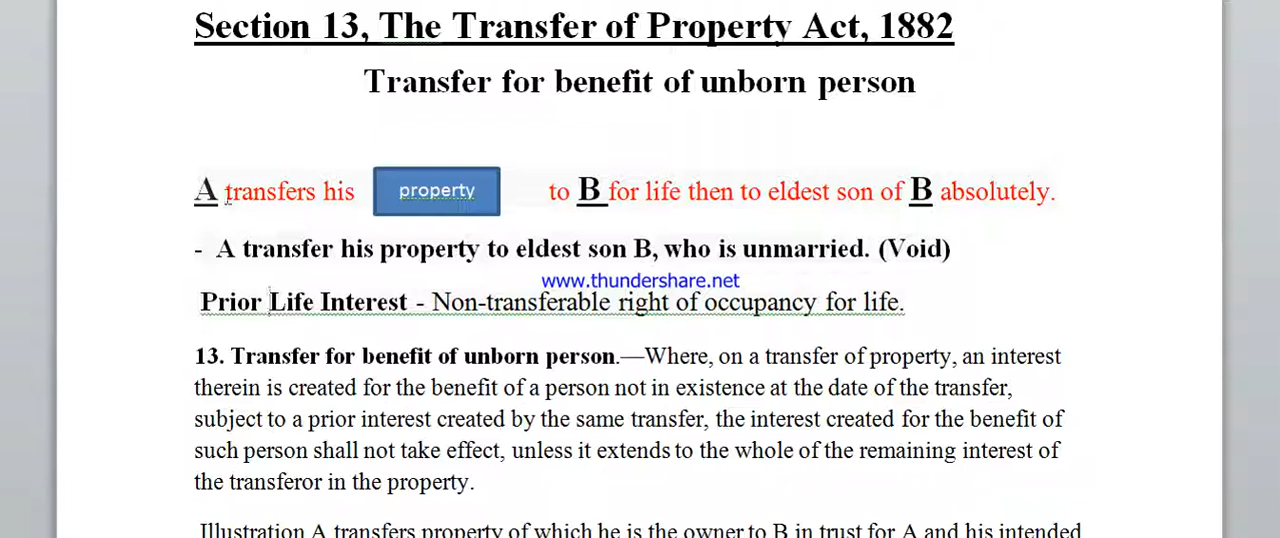 Section 13, The Transfer of Property Act, 1882
Transfer for benefit of unborn person
A transfers his property to B for life then to eldest son of B absolutely.
- A transfer his property to eldest son B, who is unmarried. (Void)
www.thundershare.net
Prior Life Interest - Non-transferable right of occupancy for life.
13. Transfer for benefit of unborn person.—Where, on a transfer of property, an interest
therein is created for the benefit of a person not in existence at the date of the transfer,
subject to a prior interest created by the same transfer, the interest created for the benefit of
such person shall not take effect, unless it extends to the whole of the remaining interest of
the transferor in the property.
Illustration A transfers property of which he is the owner to B in trust for A and his intended